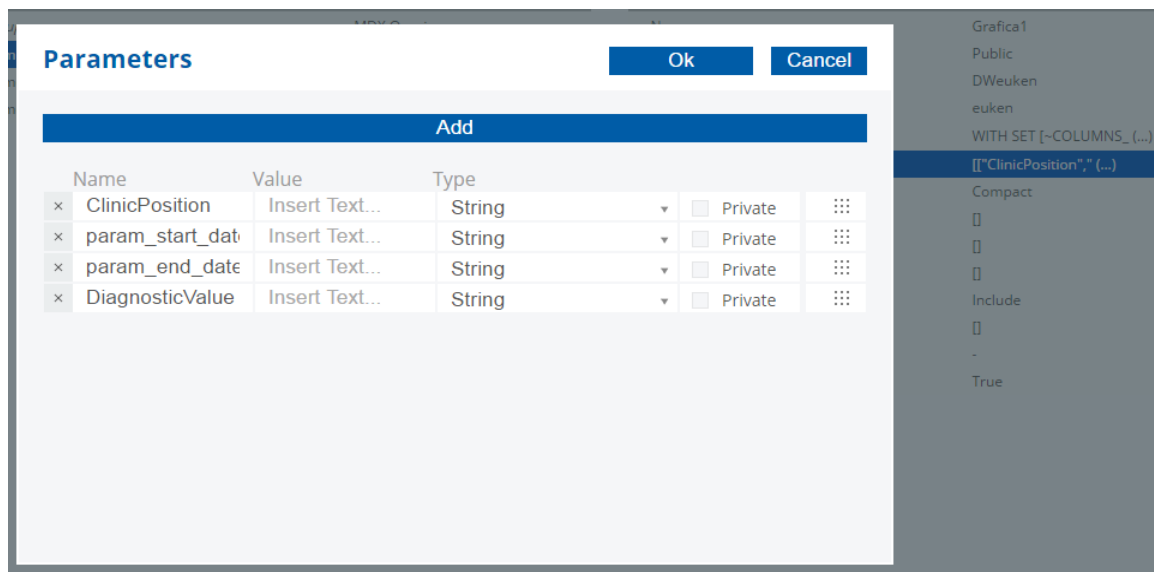 Grafica1
Parameters Ok Cancel Public
DWeuken
euken
Add WITH SET [~COLUMNS_ (...)
[["ClinicPosition"," (...)
Name Value Type
Compact
× ClinicPosition Insert Text... String Private
[]
× param_start_dat Insert Text... String Private
[]
× param_end_date Insert Text... String Private
[]
× DiagnosticValue Insert Text... String Private
Include
[]
-
True